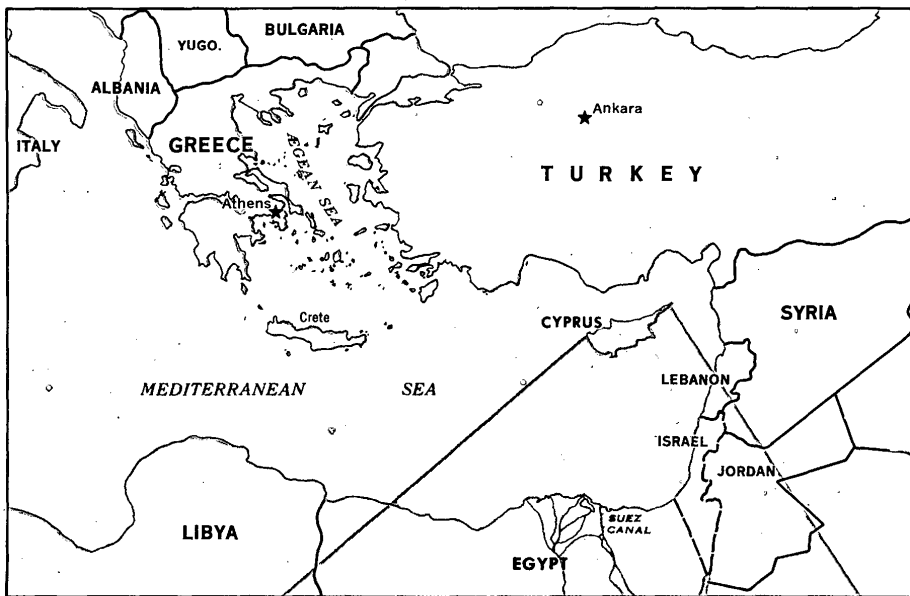 BULGARIA
YUGO.
ALBANIA
Ankara
ITALY
GREECE
ÆGEAN SEA
TURKEY
Athens
Crete
CYPRUS
SYRIA
MEDITERRANEAN SEA
LEBANON
ISRAEL
JORDAN
SUEZ
CANAL
LIBYA
EGYPT